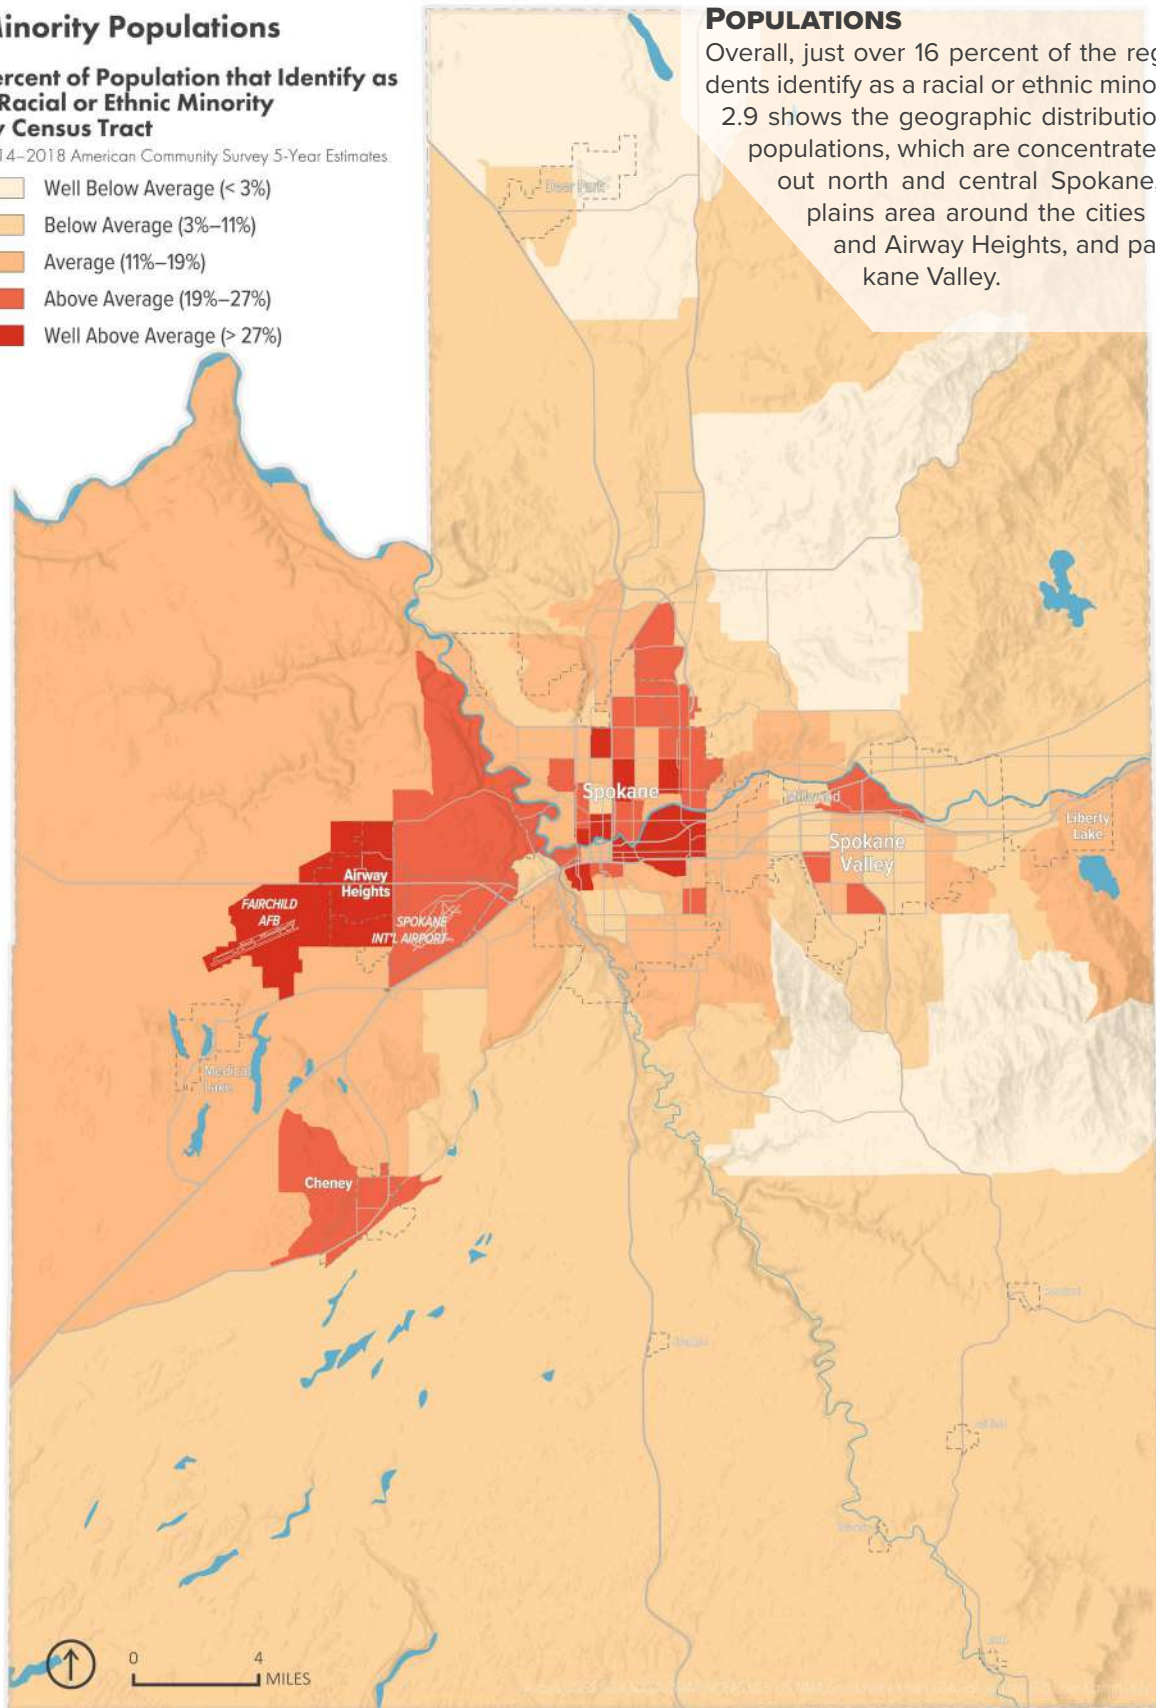 inority Populations
ercent of Population that Identify as
Racial or Ethnic Minority
y Census Tract
14–2018 American Community Survey 5-Year Estimates
Well Below Average (< 3%)
Below Average (3%–11%)
Average (11%–19%)
Above Average (19%–27%)
Well Above Average (> 27%)
POPULATIONS
Overall, just over 16 percent of the reg
dents identify as a racial or ethnic mino
2.9 shows the geographic distributio
populations, which are concentrate
out north and central Spokane
plains area around the cities
and Airway Heights, and pa
kane Valley.
Deer Park
Spokane
Millwood
Liberty
Lake
Spokane
Valley
Airway
Heights
FAIRCHILD
AFB
SPOKANE
INT'L AIRPORT
Medical
Lake
Cheney
0 4
MILES